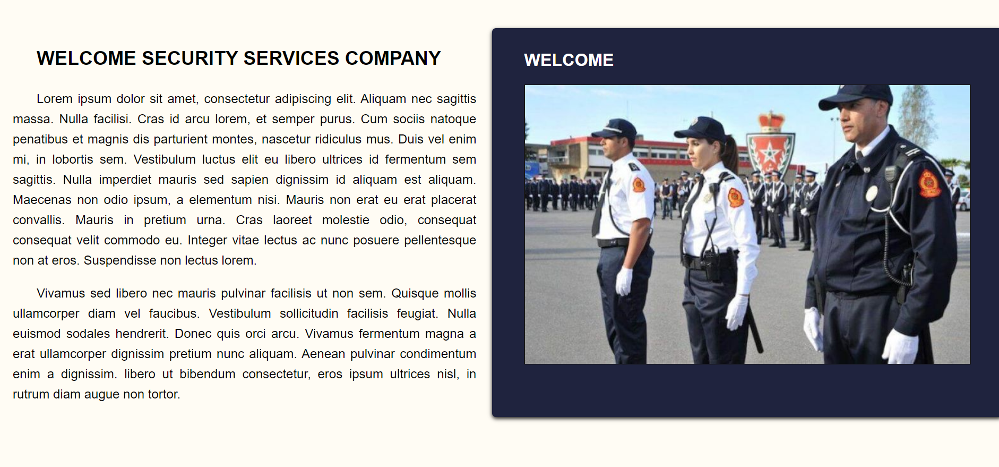 WELCOME SECURITY SERVICES COMPANY
Lorem ipsum dolor sit amet, consectetur adipiscing elit. Aliquam nec sagittis
massa. Nulla facilisi. Cras id arcu lorem, et semper purus. Cum sociis natoque
penatibus et magnis dis parturient montes, nascetur ridiculus mus. Duis vel enim
mi, in lobortis sem. Vestibulum luctus elit eu libero ultrices id fermentum sem
sagittis. Nulla imperdiet mauris sed sapien dignissim id aliquam est aliquam.
Maecenas non odio ipsum, a elementum nisi. Mauris non erat eu erat placerat
convallis. Mauris in pretium urna. Cras laoreet molestie odio, consequat
consequat velit commodo eu. Integer vitae lectus ac nunc posuere pellentesque
non at eros. Suspendisse non lectus lorem.
Vivamus sed libero nec mauris pulvinar facilisis ut non sem. Quisque mollis
ullamcorper diam vel faucibus. Vestibulum sollicitudin facilisis feugiat. Nulla
euismod sodales hendrerit. Donec quis orci arcu. Vivamus fermentum magna a
erat ullamcorper dignissim pretium nunc aliquam. Aenean pulvinar condimentum
enim a dignissim. libero ut bibendum consectetur, eros ipsum ultrices nisl, in
rutrum diam augue non tortor.
WELCOME